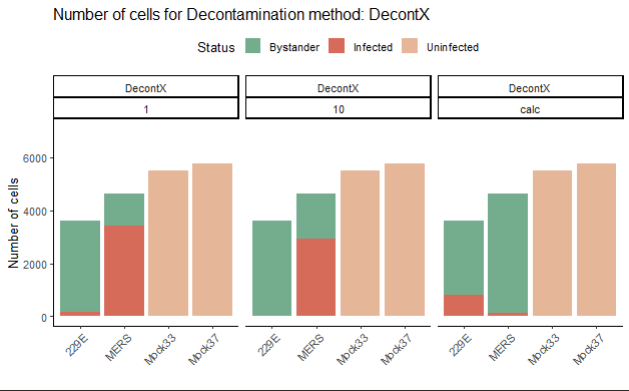 Number of cells for Decontamination method: DecontX
Status Bystander Infected Uninfected
DecontX DecontX DecontX
1 10 calc
Number of cells
6000
4000
2000
0
229E MERS Mock33 Mock37 229E MERS Mock33 Mock37 229E MERS Mock33 Mock37